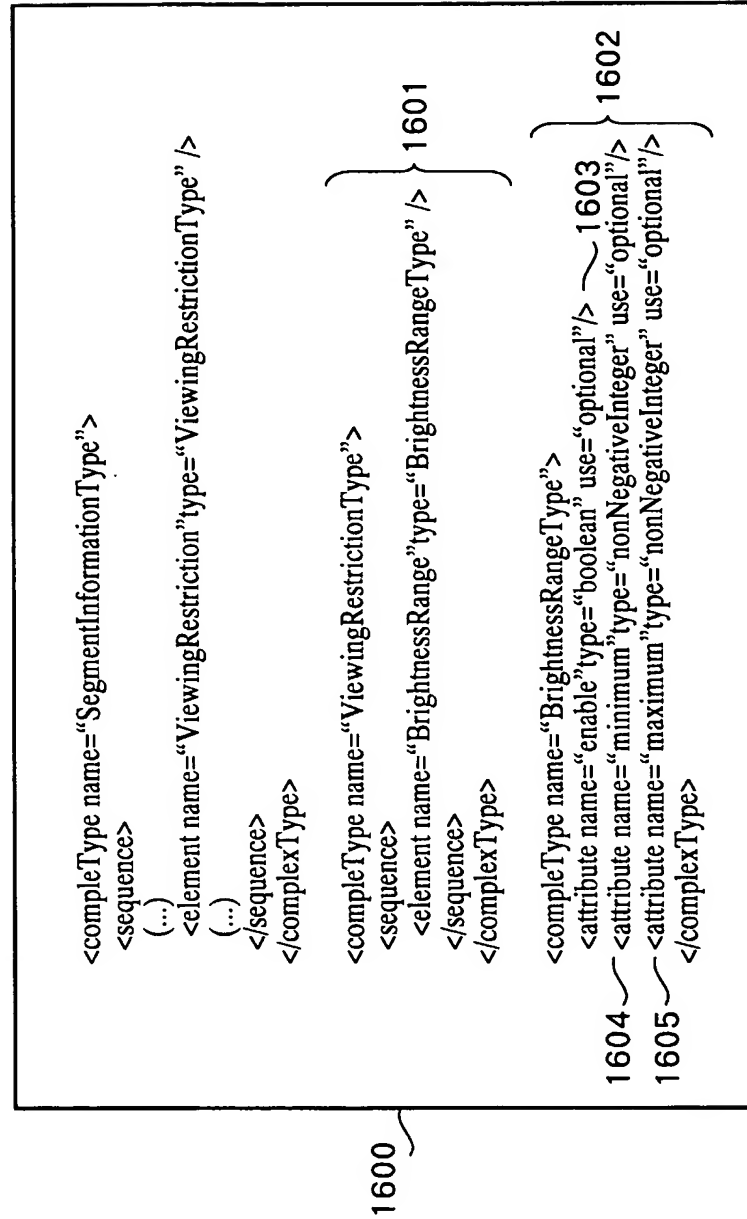 1600
<compleType name=“SegmentInformationType”>
<sequence>
(...)
<element name=“ViewingRestriction”type=“ViewingRestrictionType” />
(...)
</sequence>
</complexType>
<compleType name=“ViewingRestrictionType”>
<sequence>
<element name=“BrightnessRange”type=“BrightnessRangeType” />
</sequence>
</complexType>
1601
<compleType name=“BrightnessRangeType”>
<attribute name=“enable”type=“boolean” use=“optional”/> 1603
1604 <attribute name=“minimum”type=“nonNegativeInteger” use=“optional”/>
1605 <attribute name=“maximum”type=“nonNegativeInteger” use=“optional”/>
</complexType>
1602